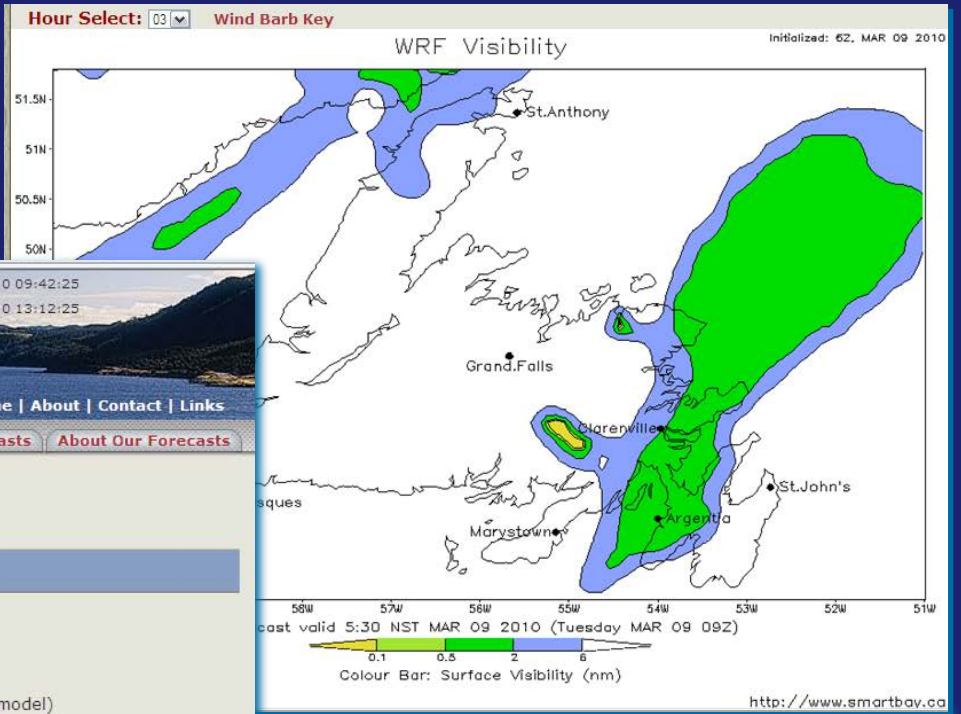 Hour Select: 03 Wind Barb Key
WRF Visibility
Initialized: 6Z, MAR 09 2010
51.5N
51N
50.5N
50N
St.Anthony
Grand.Falls
Clarenville
St.John's
Argentia
Marystown
58W 57W 56W 55W 54W 53W 52W 51W
valid 5:30 NST MAR 09 2010 (Tuesday MAR 09 09Z)
0.1 0.5 2 6
Colour Bar: Surface Visibility (nm)
http://www.smartbay.ca
0 09:42:25
0 13:12:25
| About | Contact | Links
About Our Forecasts
model)